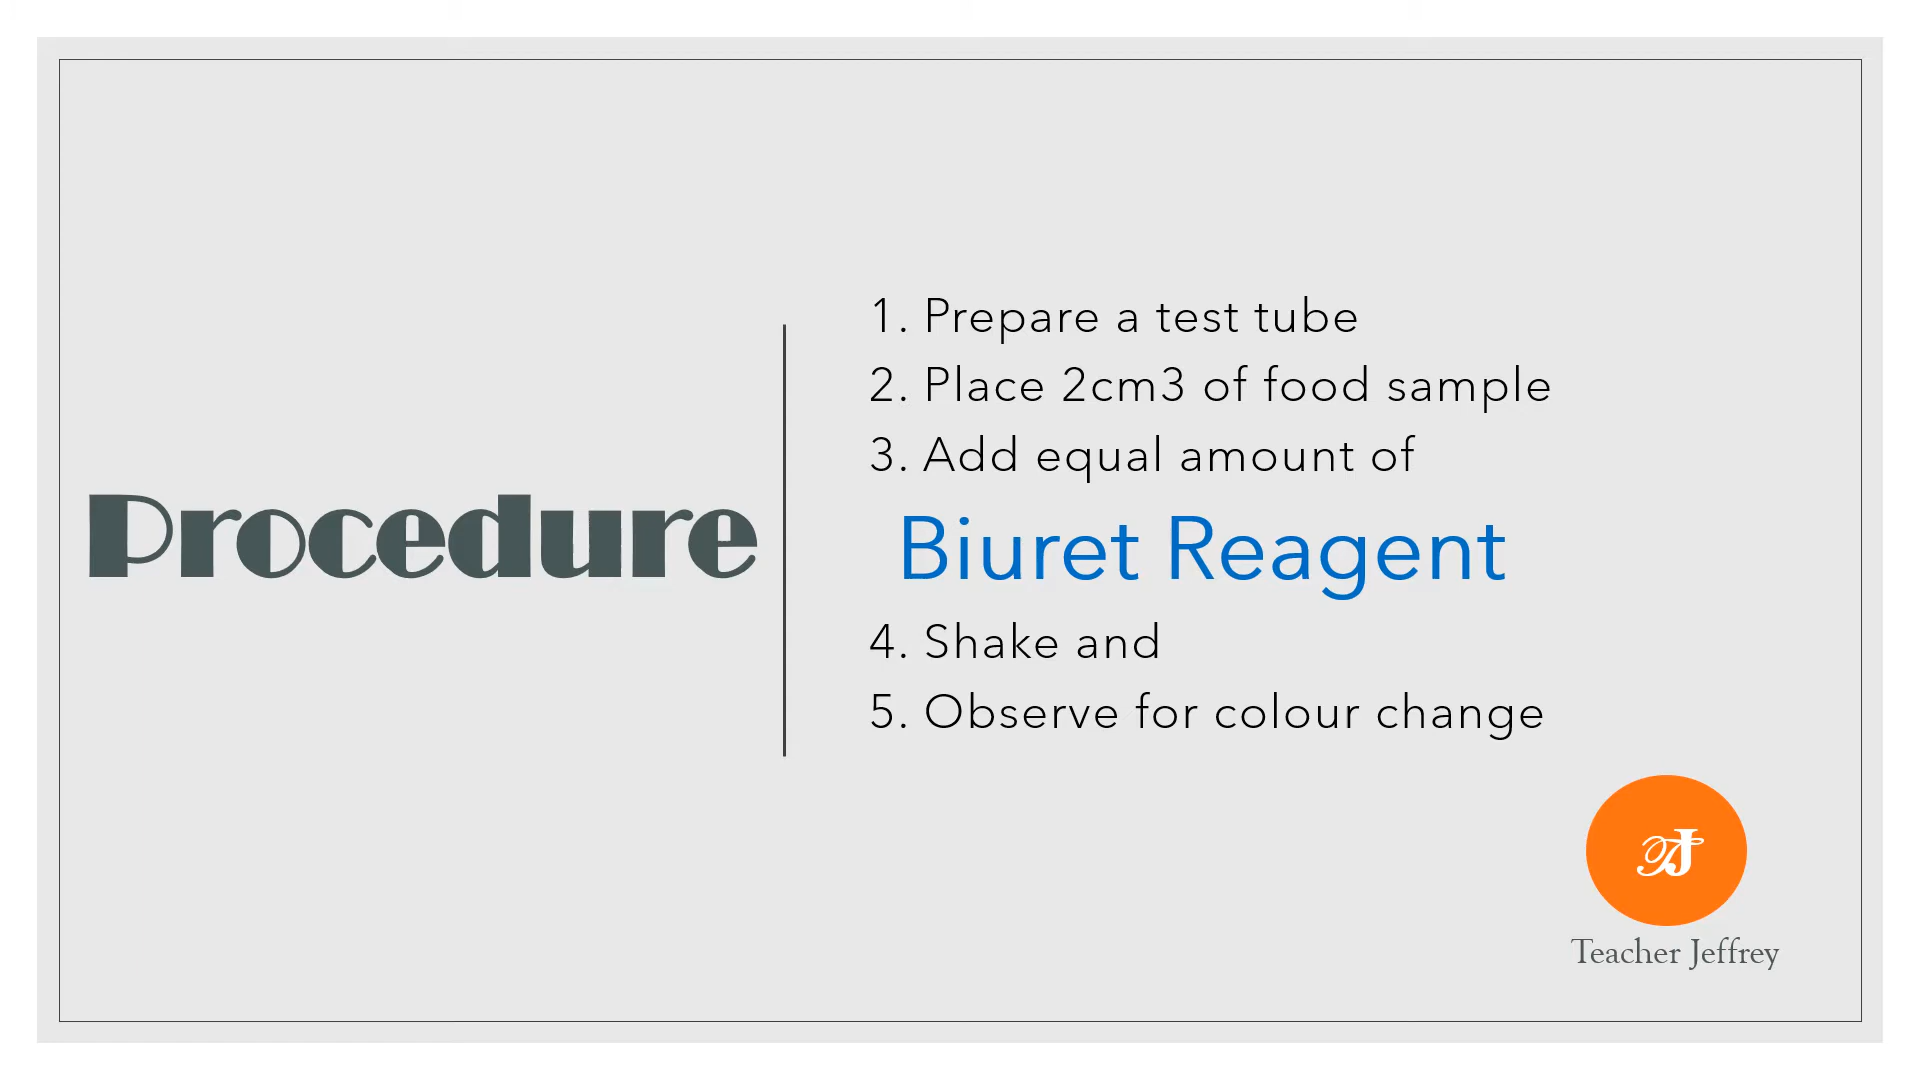 Procedure
1. Prepare a test tube
2. Place 2cm3 of food sample
3. Add equal amount of
Biuret Reagent
4. Shake and
5. Observe for colour change
TJ
Teacher Jeffrey